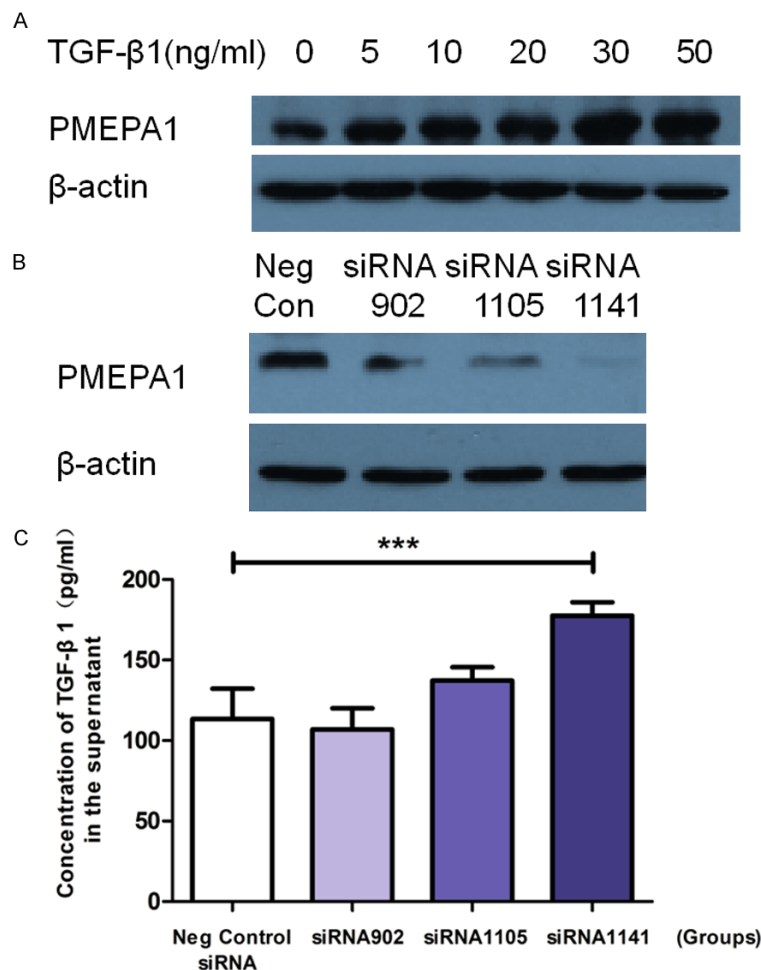 A
TGF-β1(ng/ml) 0 5 10 20 30 50
PMEPA1
β-actin
B
Neg siRNA siRNA siRNA
Con 902 1105 1141
PMEPA1
β-actin
C
***
Concentration of TGF-β 1（pg/ml）
in the supernatant
200
150
100
50
0
Neg Control siRNA902 siRNA1105 siRNA1141 (Groups)
siRNA